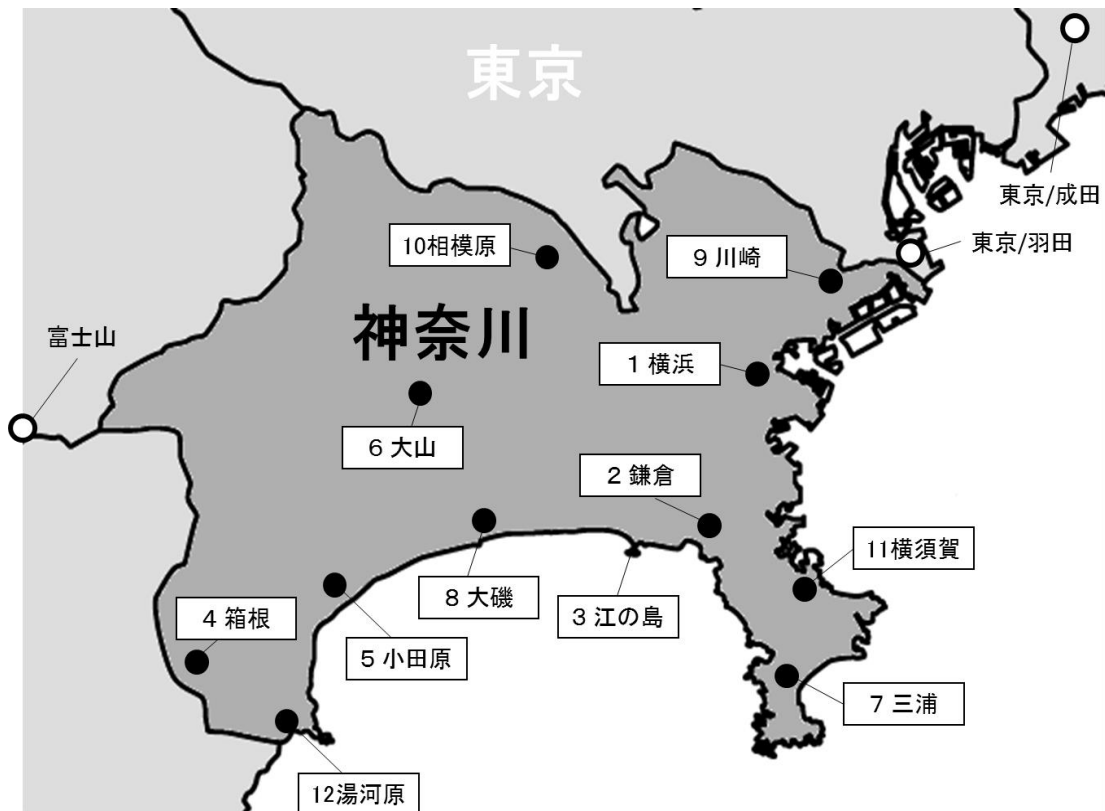 東京
東京/成田
東京/羽田
10相模原
9 川崎
神奈川
富士山
1 横浜
6 大山
2 鎌倉
11横須賀
8 大磯
3 江の島
4 箱根
5 小田原
7 三浦
12湯河原